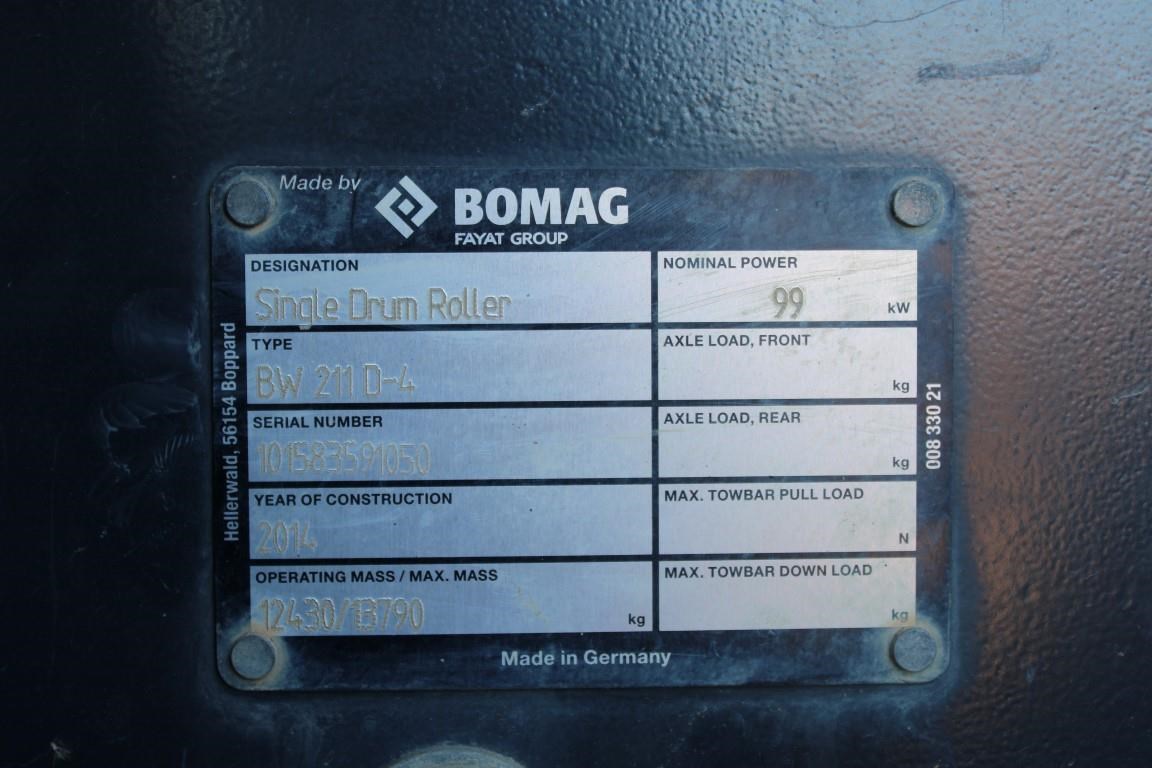 Made by
BOMAG
FAYAT GROUP
DESIGNATION
Single Drum Roller
NOMINAL POWER
99 kW
TYPE
BW 211 D-4
AXLE LOAD, FRONT
kg
SERIAL NUMBER
101583591050
AXLE LOAD, REAR
kg
YEAR OF CONSTRUCTION
2014
MAX. TOWBAR PULL LOAD
N
OPERATING MASS / MAX. MASS
12430/13790 kg
MAX. TOWBAR DOWN LOAD
kg
Made in Germany
Hellerwald, 56154 Boppard
008 330 21